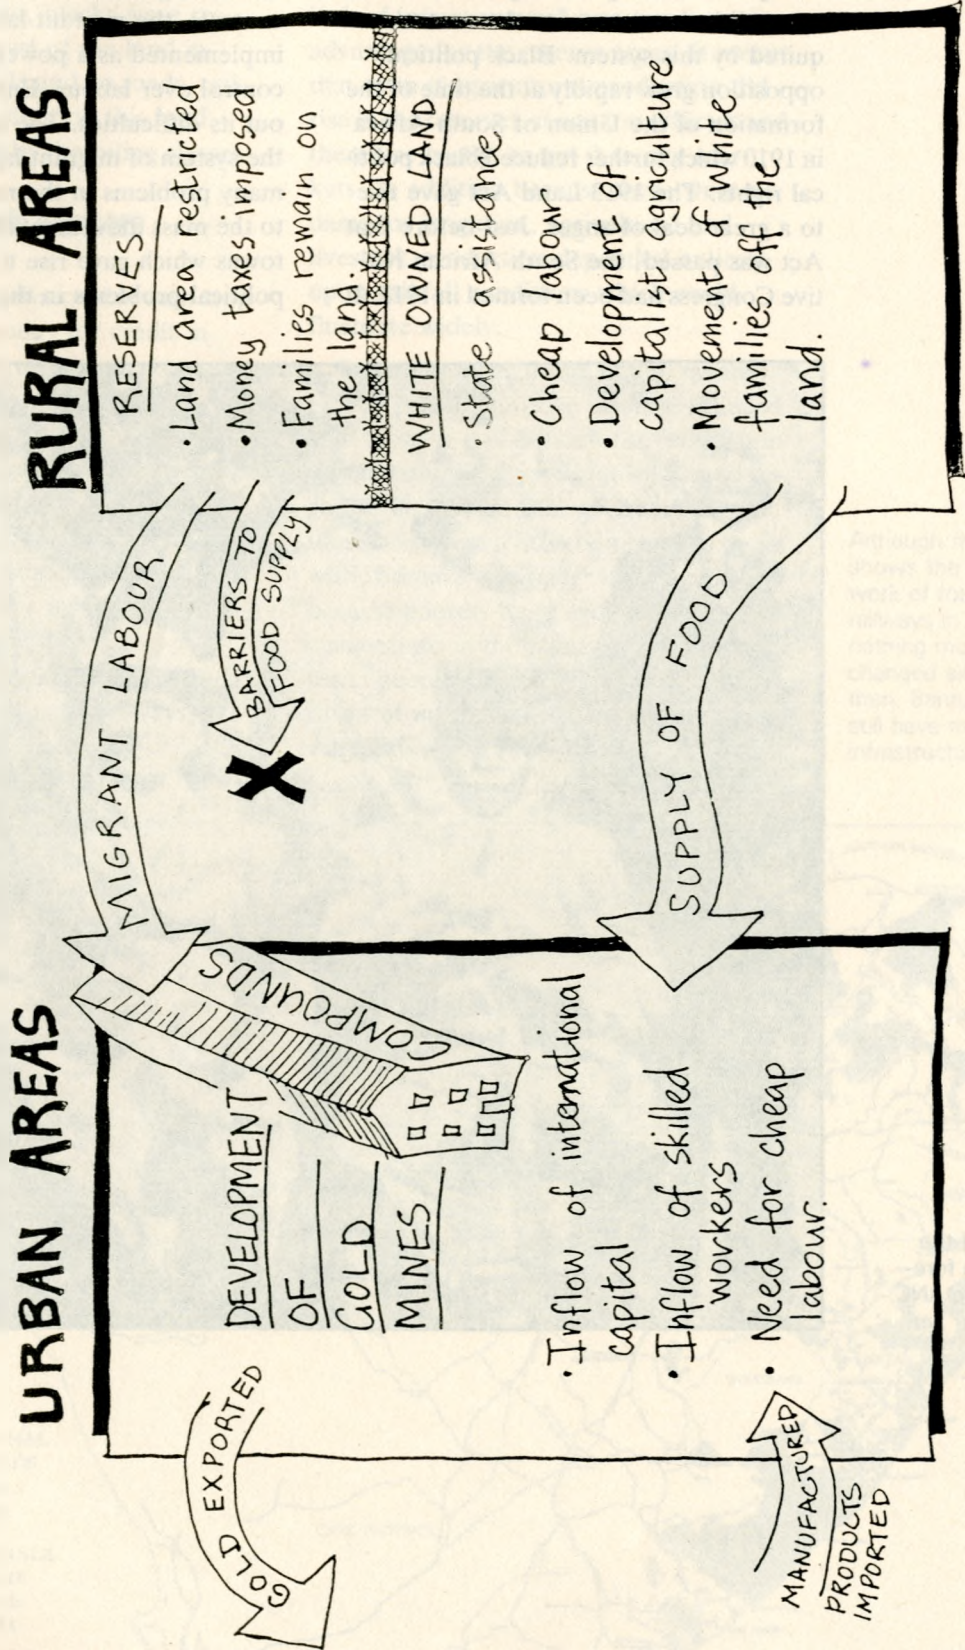 URBAN AREAS
DEVELOPMENT
OF
GOLD
MINES
COMPOUNDS
• Inflow of international
capital
• Inflow of skilled
workers
• Need for cheap
labour.
GOLD EXPORTED
MANUFACTURED
PRODUCTS
IMPORTED
MIGRANT LABOUR
BARRIERS TO
FOOD SUPPLY
X
SUPPLY OF FOOD
RURAL AREAS
RESERVES
• Land area restricted
• Money taxes imposed
• Families remain on
the land
WHITE OWNED LAND
• State assistance
• Cheap labour
• Development of
capitalist agriculture
• Movement of white
families off the
land.